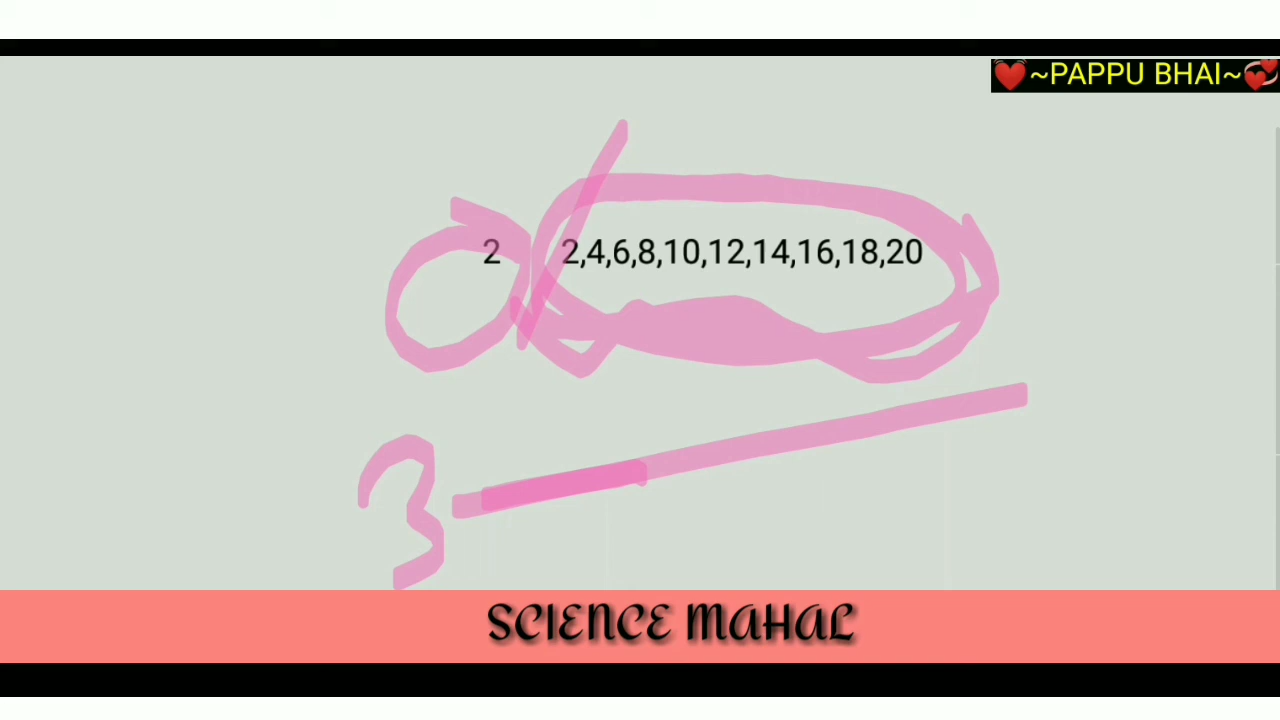 ❤️~PAPPU BHAI~💞
2 2,4,6,8,10,12,14,16,18,20
3
SCIENCE MAHAL